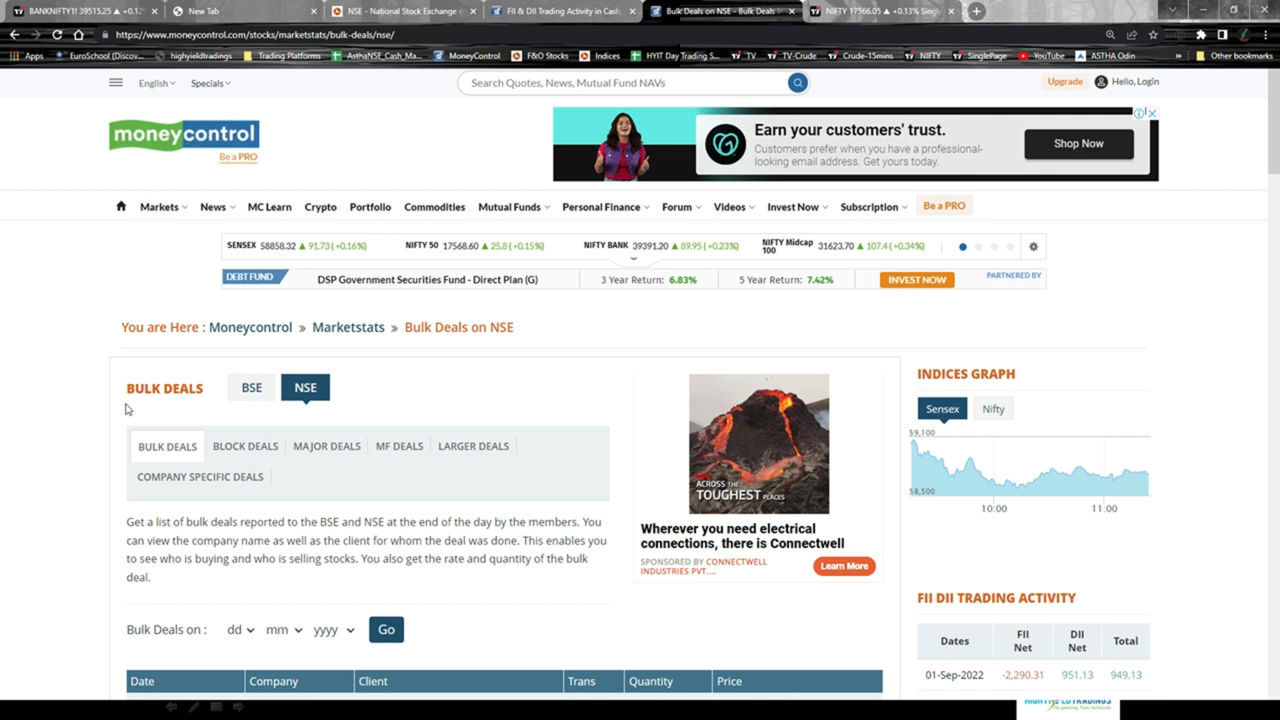 BANKNIFTY1! 39515.25 ▲ +0.12
New Tab
NSE - National Stock Exchange o
FII & DII Trading Activity in Cash
Bulk Deals on NSE - Bulk Deals
NIFTY 17566.05 ▲ +0.13% Singl
https://www.moneycontrol.com/stocks/marketstats/bulk-deals/nse/
Apps
EuroSchool (Discov...
highyieldtradings
Trading Platforms
AsthaNSE_Cash_Ma...
MoneyControl
F&O Stocks
Indices
HYIT Day Trading S...
TV
TV-Crude
Crude-15mins
NIFTY
SinglePage
YouTube
ASTHA Odin
»
Other bookmarks
English
Specials
Search Quotes, News, Mutual Fund NAVs
Upgrade
Hello, Login
moneycontrol
Be a PRO
Earn your customers' trust.
Customers prefer when you have a professional-
looking email address. Get yours today.
Shop Now
Markets
News
MC Learn
Crypto
Portfolio
Commodities
Mutual Funds
Personal Finance
Forum
Videos
Invest Now
Subscription
Be a PRO
SENSEX 58858.32 ▲ 91.73 (+0.16%)
NIFTY 50 17568.60 ▲ 25.8 (+0.15%)
NIFTY BANK 39391.20 ▲ 89.95 (+0.23%)
NIFTY Midcap
100
31623.70 ▲ 107.4 (+0.34%)
DEBT FUND
DSP Government Securities Fund - Direct Plan (G)
3 Year Return: 6.83%
5 Year Return: 7.42%
INVEST NOW
PARTNERED BY
You are Here : Moneycontrol » Marketstats » Bulk Deals on NSE
BULK DEALS
BSE
NSE
BULK DEALS
BLOCK DEALS
MAJOR DEALS
MF DEALS
LARGER DEALS
COMPANY SPECIFIC DEALS
Get a list of bulk deals reported to the BSE and NSE at the end of the day by the members. You
can view the company name as well as the client for whom the deal was done. This enables you
to see who is buying and who is selling stocks. You also get the rate and quantity of the bulk
deal.
Bulk Deals on :
dd
mm
yyyy
Go
Date
Company
Client
Trans
Quantity
Price
ACROSS THE
TOUGHEST PLACES
Wherever you need electrical
connections, there is Connectwell
SPONSORED BY CONNECTWELL
INDUSTRIES PVT....
Learn More
INDICES GRAPH
Sensex
Nifty
59,100
58,500
10:00
11:00
FII DII TRADING ACTIVITY
Dates
FII
Net
DII
Net
Total
01-Sep-2022
-2,290.31
951.13
949.13